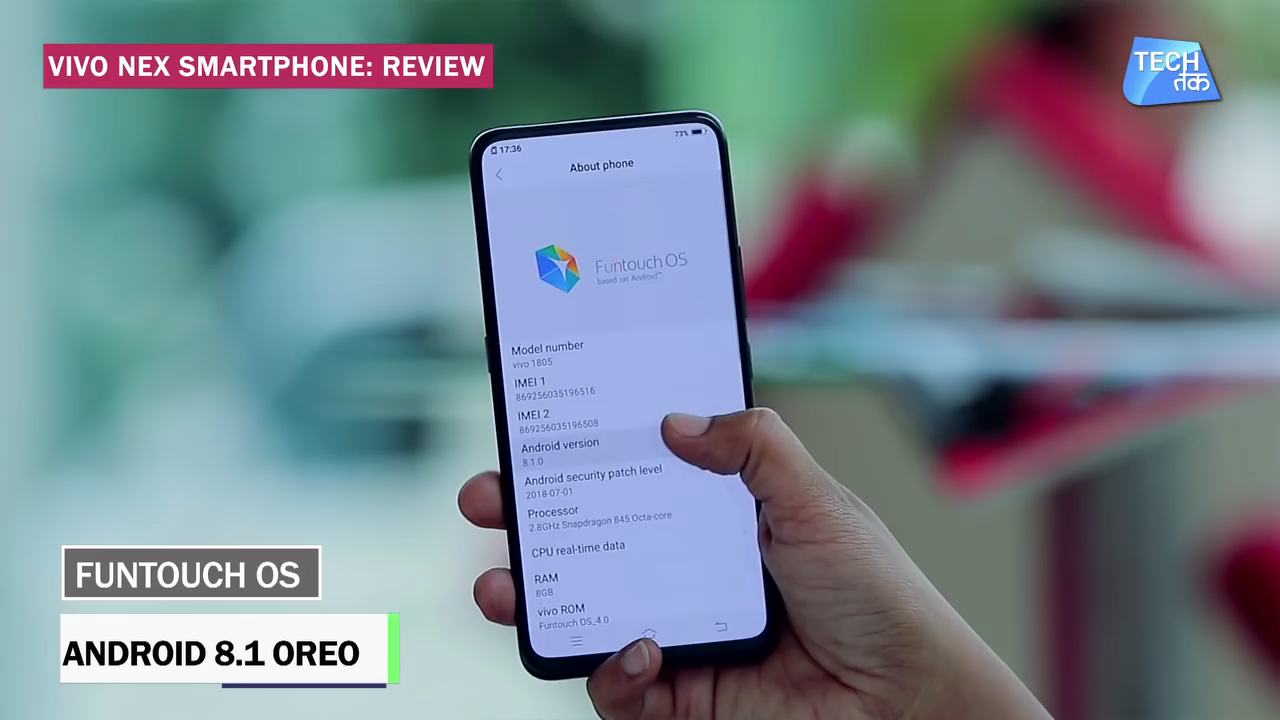 VIVO NEX SMARTPHONE: REVIEW
TECH
तक
17:36
73%
About phone
Funtouch OS
based on Android™
Model number
vivo 1805
IMEI 1
869256035196516
IMEI 2
869256035196508
Android version
8.1.0
Android security patch level
2018-07-01
Processor
2.8GHz Snapdragon 845 Octa-core
CPU real-time data
RAM
8GB
vivo ROM
Funtouch OS_4.0
FUNTOUCH OS
ANDROID 8.1 OREO